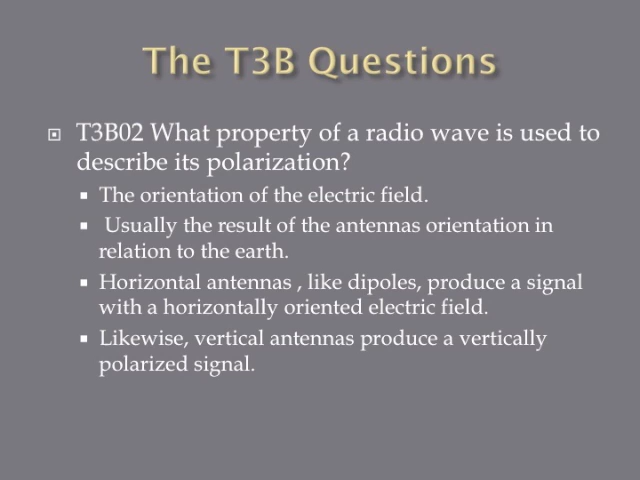 The T3B Questions
T3B02 What property of a radio wave is used to
describe its polarization?
The orientation of the electric field.
Usually the result of the antennas orientation in
relation to the earth.
Horizontal antennas , like dipoles, produce a signal
with a horizontally oriented electric field.
Likewise, vertical antennas produce a vertically
polarized signal.